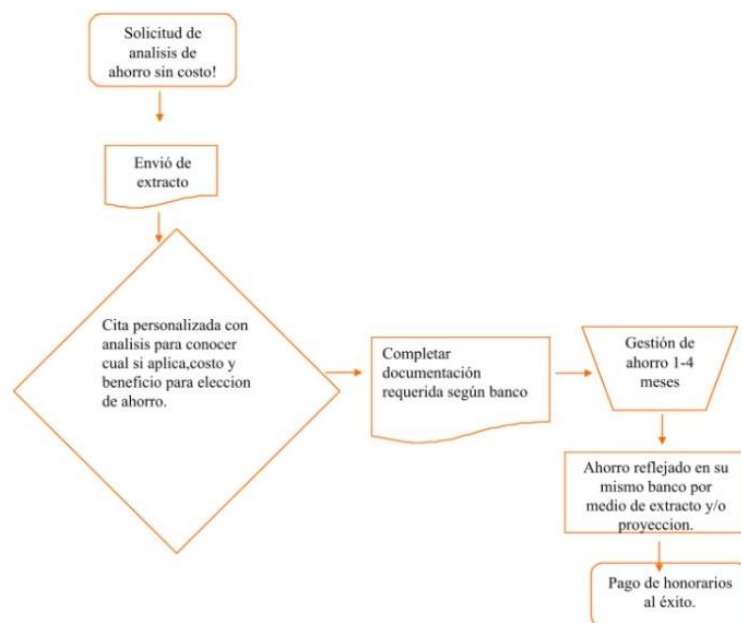 Solicitud de
analisis de
ahorro sin costo!
Envió de
extracto
Cita personalizada con
analisis para conocer
cual si aplica,costo y
beneficio para eleccion
de ahorro.
Completar
documentación
requerida según banco
Gestión de
ahorro 1-4
meses
Ahorro reflejado en su
mismo banco por
medio de extracto y/o
proyeccion.
Pago de honorarios
al éxito.